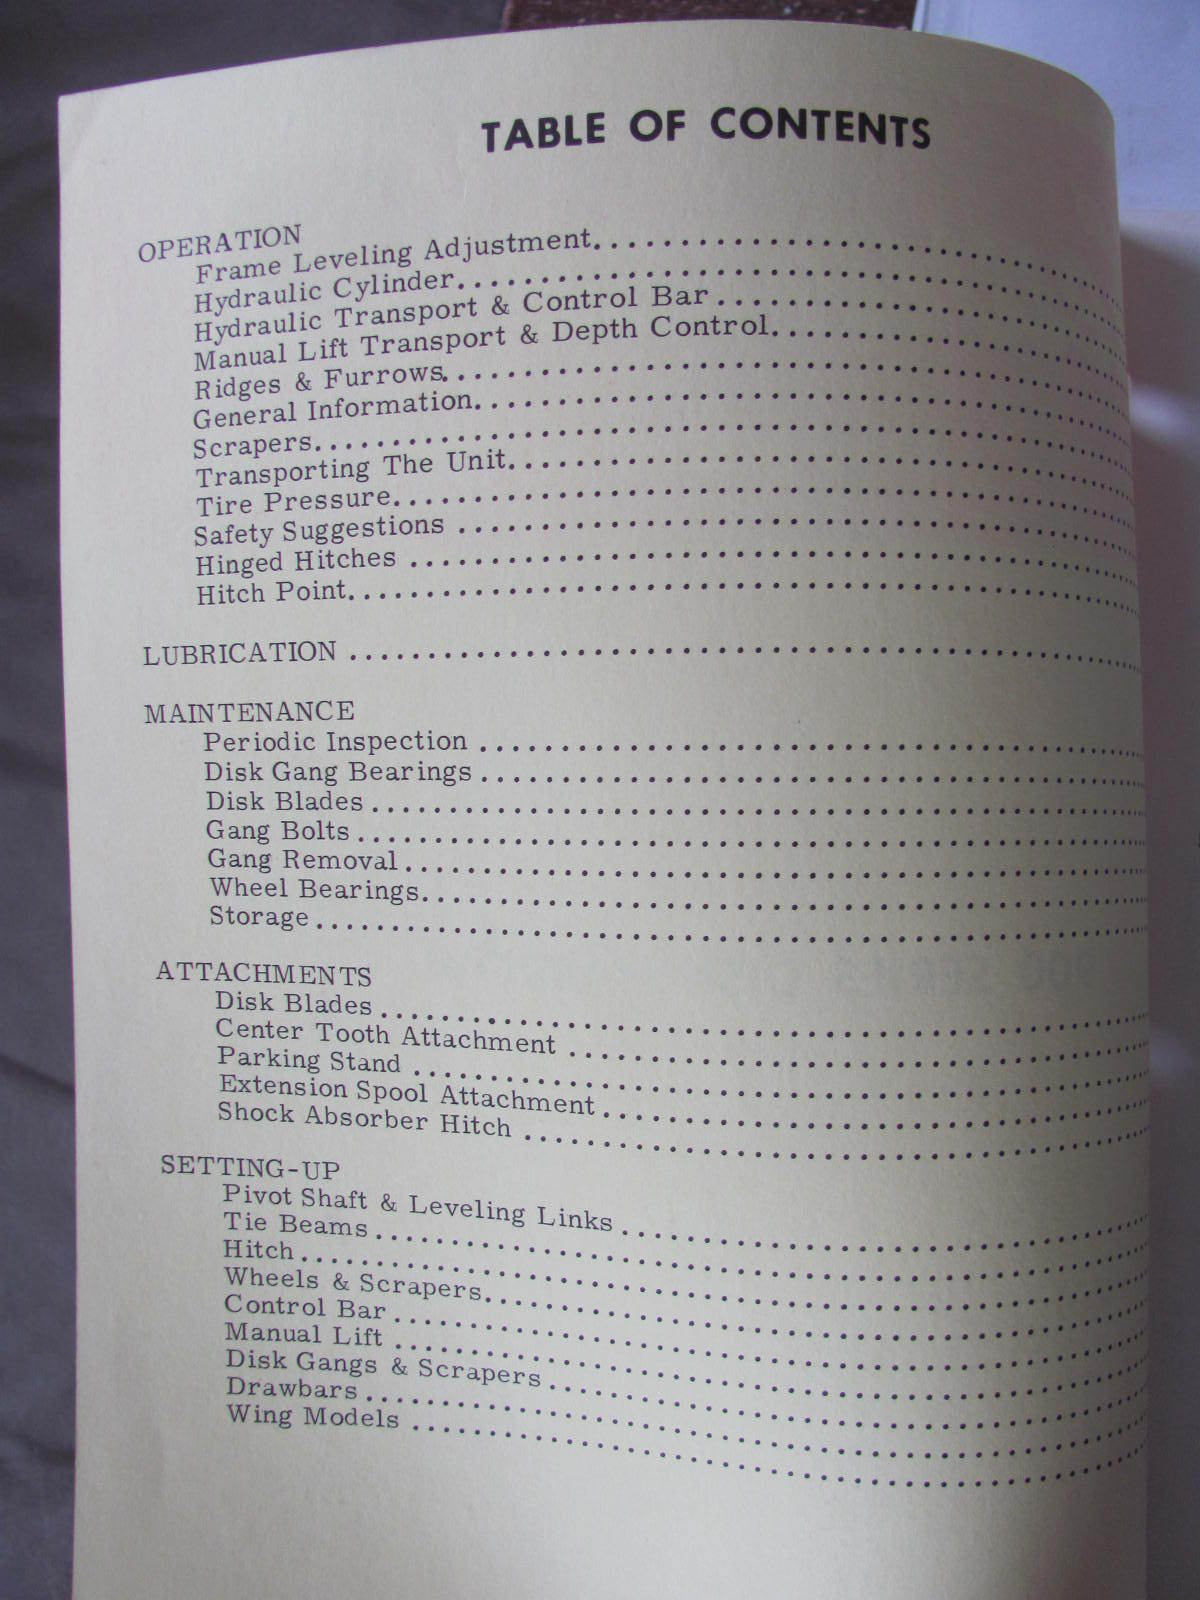 TABLE OF CONTENTS
OPERATION
Frame Leveling Adjustment
Hydraulic Cylinder
Hydraulic Transport & Control Bar
Manual Lift Transport & Depth Control
Ridges & Furrows
General Information
Scrapers
Transporting The Unit
Tire Pressure
Safety Suggestions
Hinged Hitches
Hitch Point
LUBRICATION
MAINTENANCE
Periodic Inspection
Disk Gang Bearings
Disk Blades
Gang Bolts
Gang Removal
Wheel Bearings
Storage
ATTACHMENTS
Disk Blades
Center Tooth Attachment
Parking Stand
Extension Spool Attachment
Shock Absorber Hitch
SETTING-UP
Pivot Shaft & Leveling Links
Tie Beams
Hitch
Wheels & Scrapers
Control Bar
Manual Lift
Disk Gangs & Scrapers
Drawbars
Wing Models